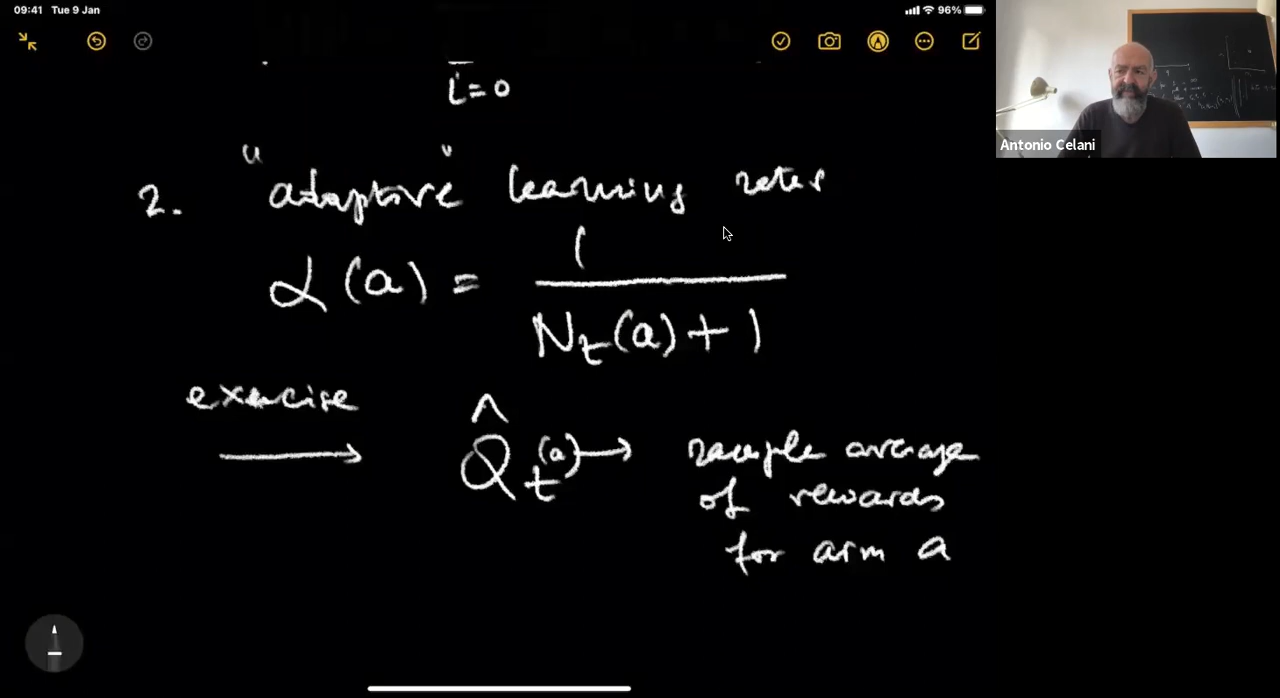 09:41 Tue 9 Jan
96%
Antonio Celani
i=0
2. "adaptive" learning rates
α(a) = 1 / (N_t(a) + 1)
exercise
→ Q̂_t(a) → sample average
of rewards
for arm a